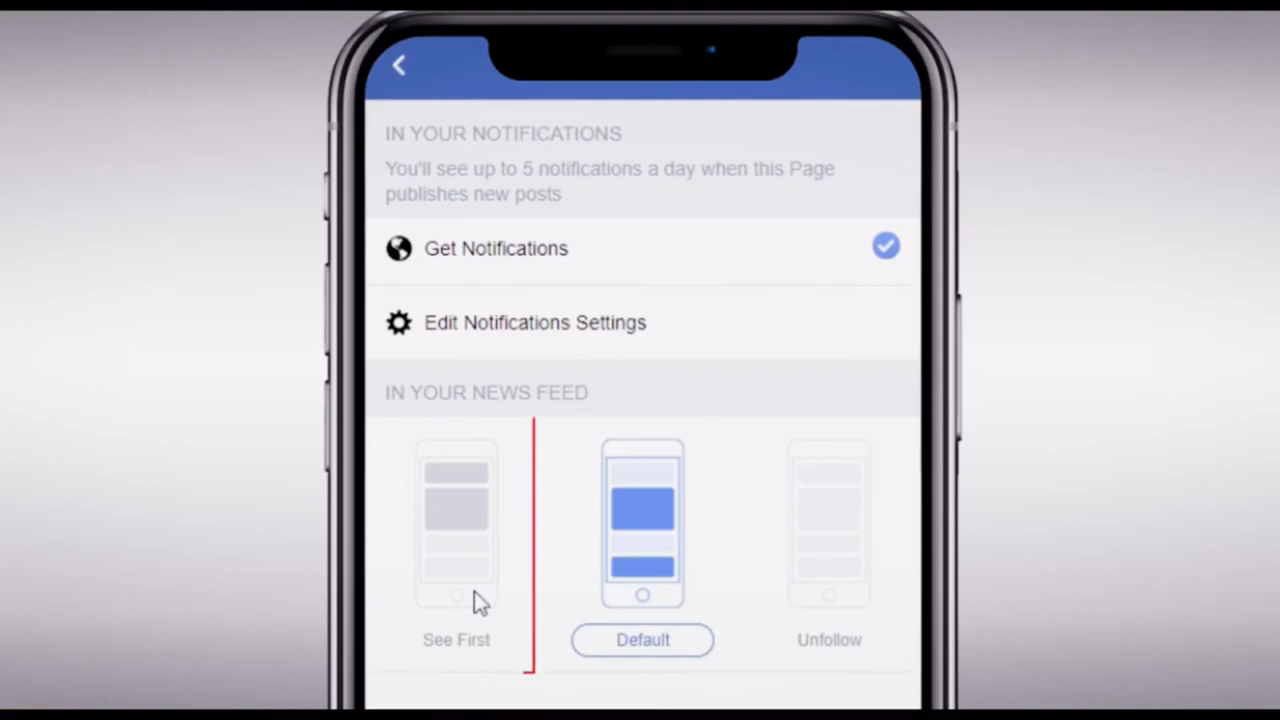 IN YOUR NOTIFICATIONS
You'll see up to 5 notifications a day when this Page
publishes new posts
Get Notifications
Edit Notifications Settings
IN YOUR NEWS FEED
See First
Default
Unfollow